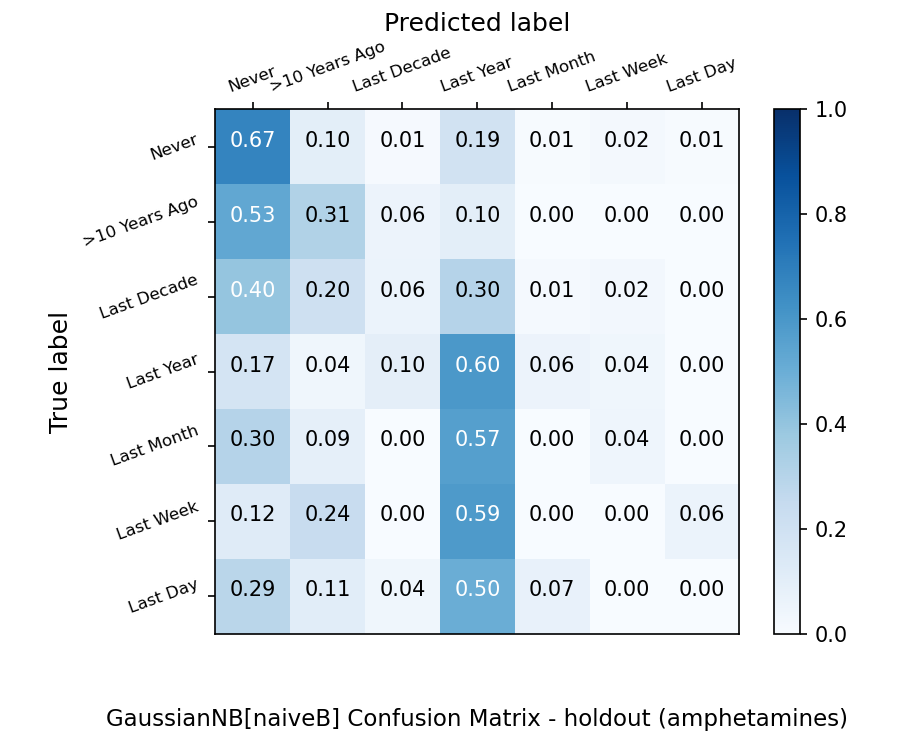 Predicted label
Never >10 Years Ago Last Decade Last Year Last Month Last Week Last Day
1.0
Never 0.67 0.10 0.01 0.19 0.01 0.02 0.01
0.8
>10 Years Ago 0.53 0.31 0.06 0.10 0.00 0.00 0.00
Last Decade 0.40 0.20 0.06 0.30 0.01 0.02 0.00
0.6
True label
Last Year 0.17 0.04 0.10 0.60 0.06 0.04 0.00
0.4
Last Month 0.30 0.09 0.00 0.57 0.00 0.04 0.00
Last Week 0.12 0.24 0.00 0.59 0.00 0.00 0.06
0.2
Last Day 0.29 0.11 0.04 0.50 0.07 0.00 0.00
0.0
GaussianNB[naiveB] Confusion Matrix - holdout (amphetamines)